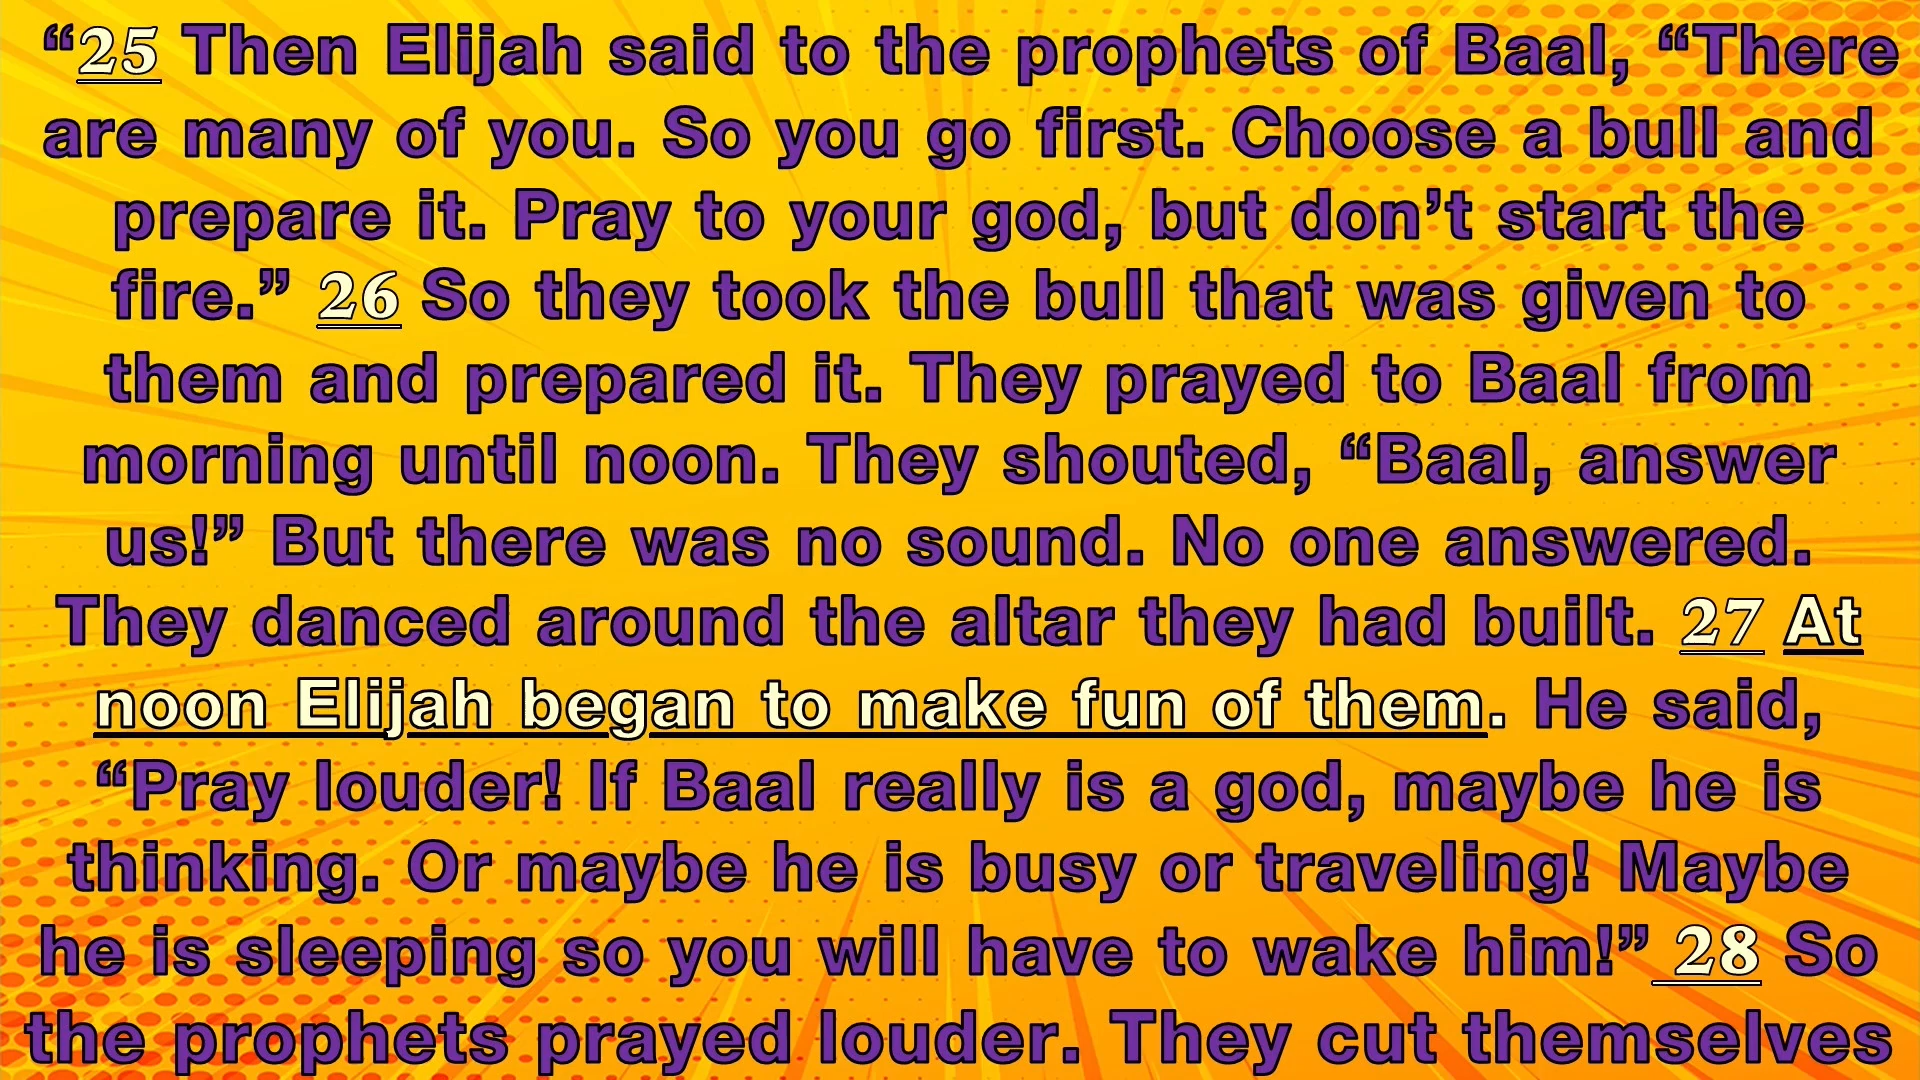 “25 Then Elijah said to the prophets of Baal, “There
are many of you. So you go first. Choose a bull and
prepare it. Pray to your god, but don’t start the
fire.” 26 So they took the bull that was given to
them and prepared it. They prayed to Baal from
morning until noon. They shouted, “Baal, answer
us!” But there was no sound. No one answered.
They danced around the altar they had built. 27 At
noon Elijah began to make fun of them. He said,
“Pray louder! If Baal really is a god, maybe he is
thinking. Or maybe he is busy or traveling! Maybe
he is sleeping so you will have to wake him!” 28 So
the prophets prayed louder. They cut themselves